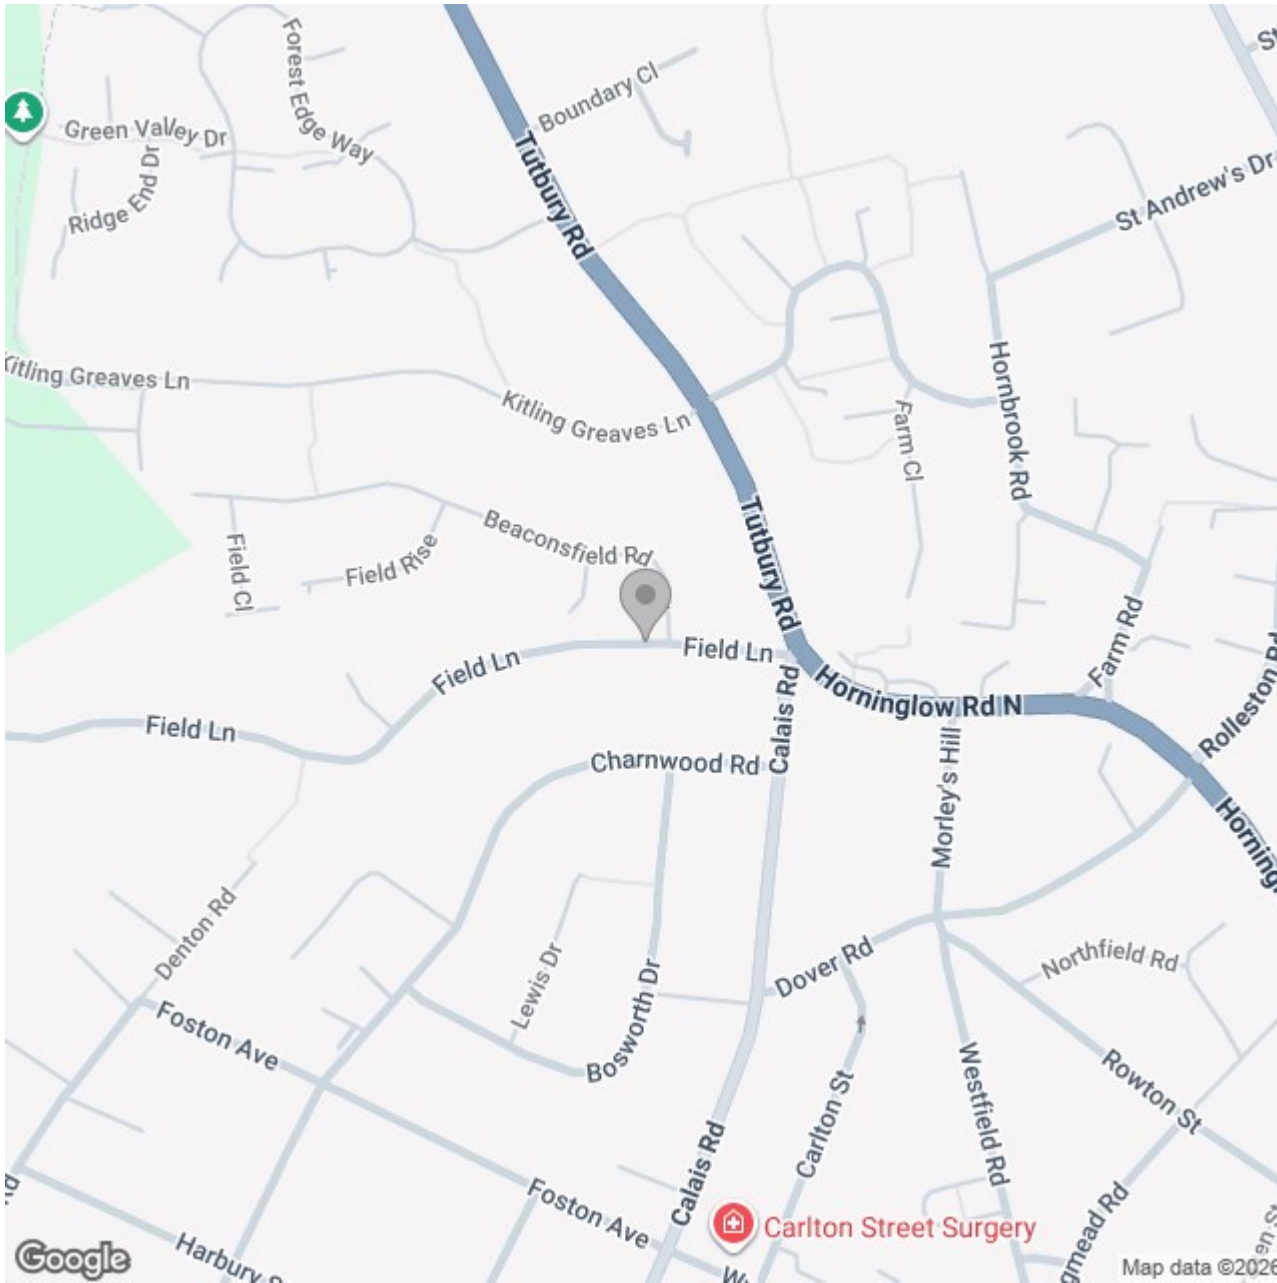 Forest Edge Way
Boundary Cl
Green Valley Dr
Ridge End Dr
Tutbury Rd
St Andrew's Dr
Kitling Greaves Ln
Kitling Greaves Ln
Hornbrook Rd
Farm Cl
Beaconsfield Rd
Field Rise
Field Cl
Tutbury Rd
Field Ln
Field Ln
Field Ln
Farm Rd
Rolleston Rd
Horninglow Rd N
Calais Rd
Charnwood Rd
Morley's Hill
Denton Rd
Lewis Dr
Bosworth Dr
Dover Rd
Northfield Rd
Foston Ave
Carlton St
Westfield Rd
Rowton St
Calais Rd
Foston Ave
Carlton Street Surgery
Google
Map data ©2026